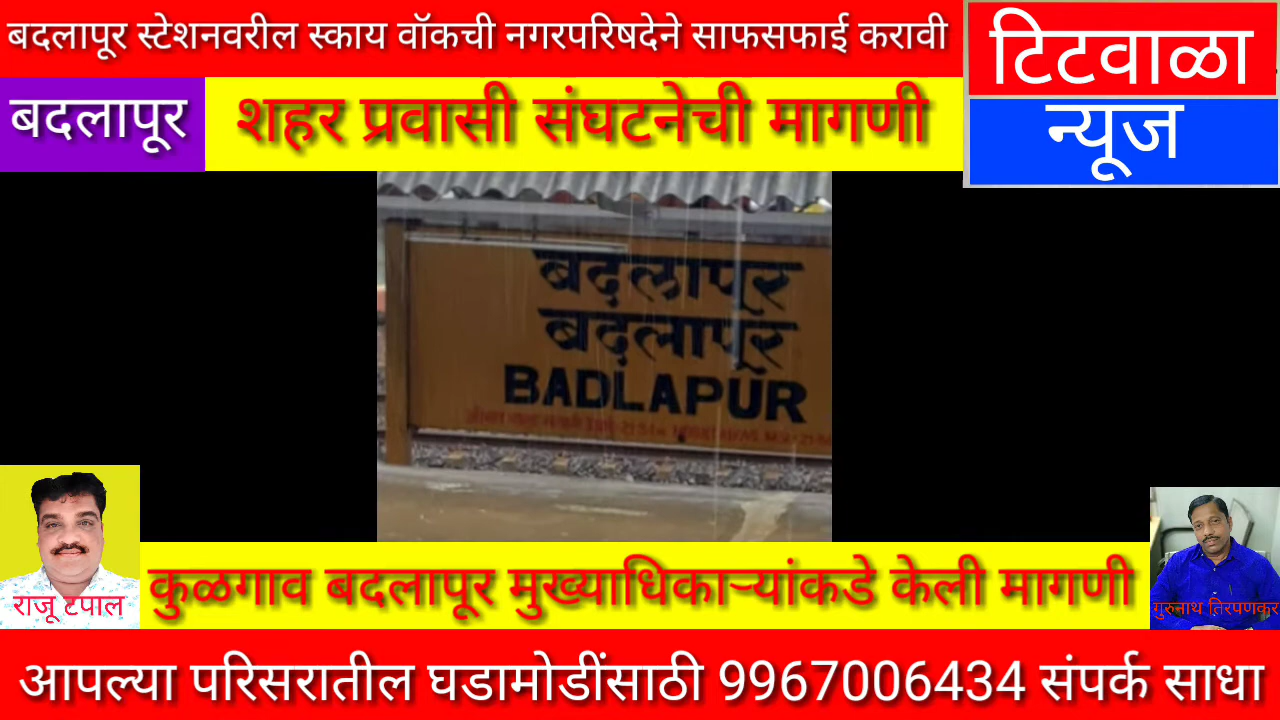 बदलापूर स्टेशनवरील स्काय वॉकची नगरपरिषदेने साफसफाई करावी
टिटवाळा
न्यूज
बदलापूर
शहर प्रवासी संघटनेची मागणी
बदलापूर
बदलापुर
BADLAPUR
राजू टपाल
कुळगाव बदलापूर मुख्याधिकाऱ्यांकडे केली मागणी
गुरुनाथ तिरपणकर
आपल्या परिसरातील घडामोडींसाठी 9967006434 संपर्क साधा